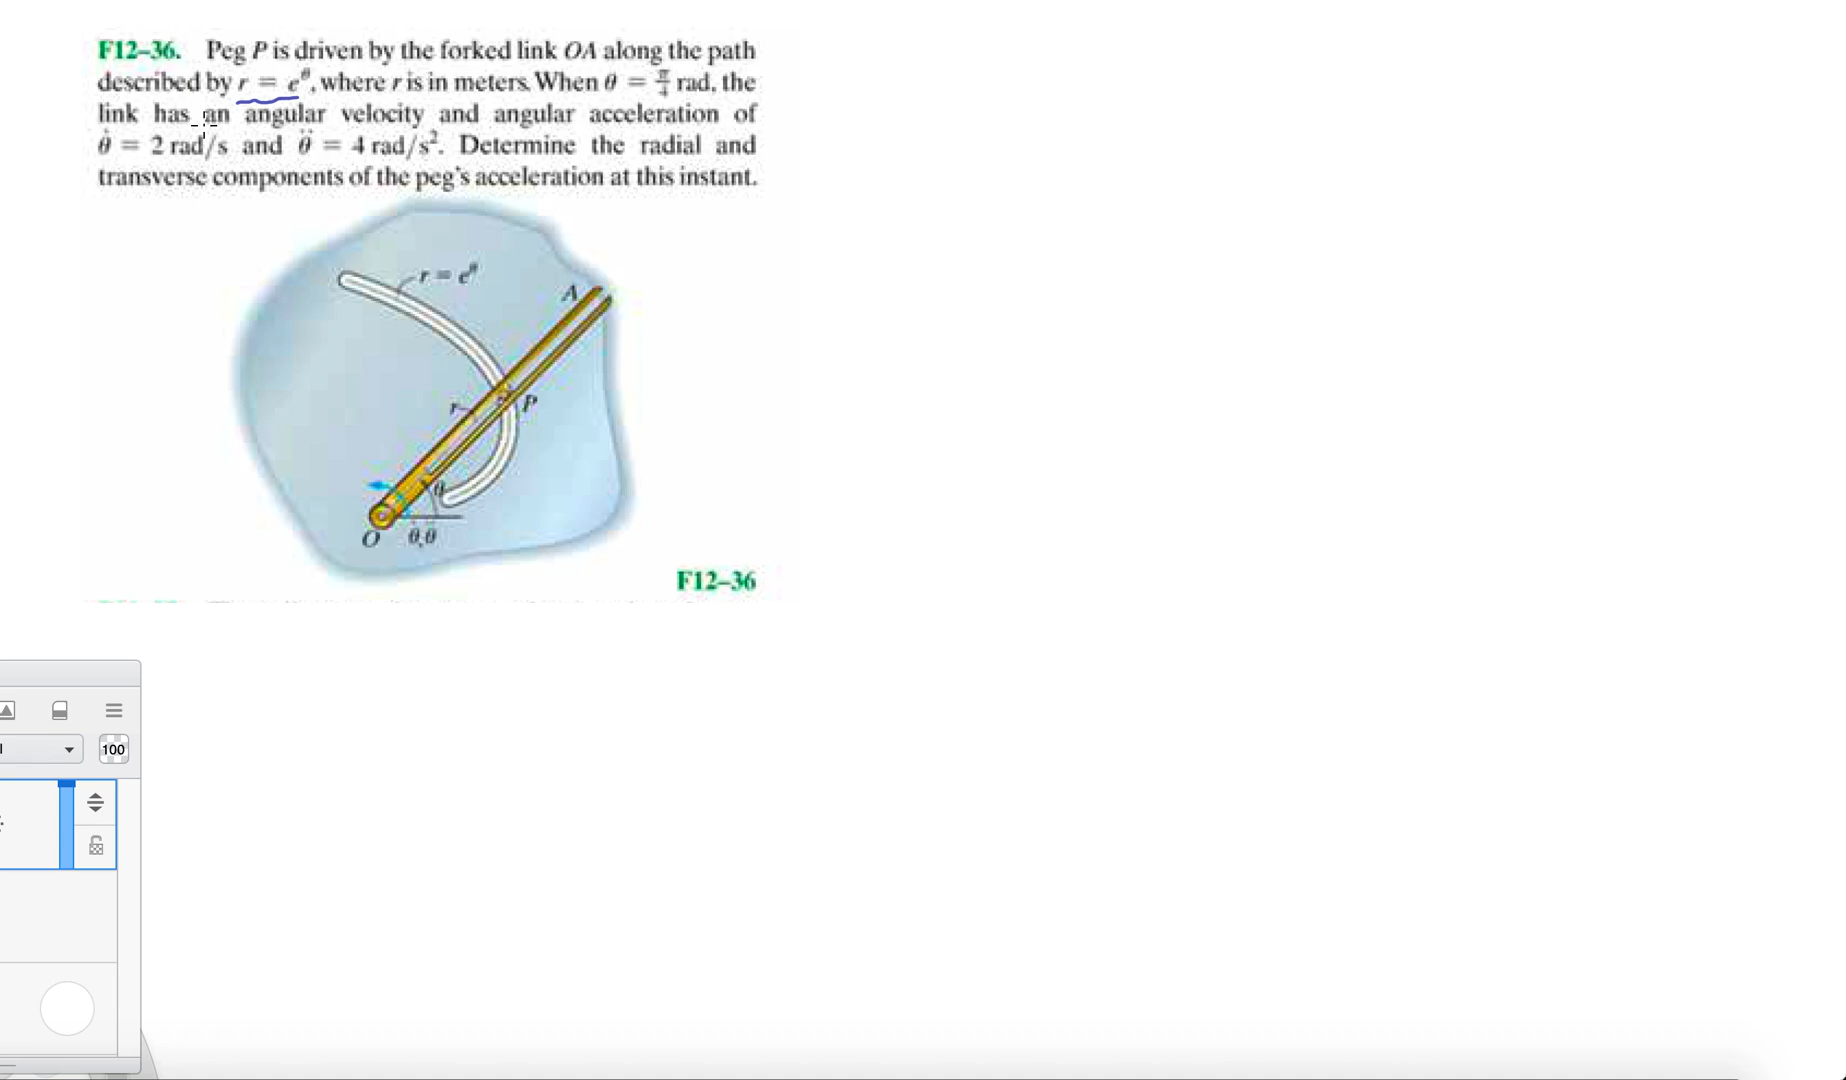 F12–36. Peg P is driven by the forked link OA along the path
described by r = e^θ, where r is in meters. When θ = π/4 rad, the
link has an angular velocity and angular acceleration of
θ̇ = 2 rad/s and θ̈ = 4 rad/s². Determine the radial and
transverse components of the peg's acceleration at this instant.
r = e^θ
A
r
P
θ
O
θ̇, θ̈
F12–36
100